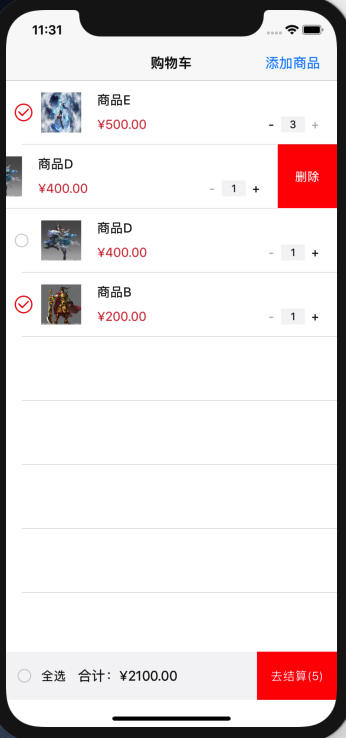 11:31
购物车 添加商品
商品E
¥500.00 - 3 +
商品D
¥400.00 - 1 + 删除
商品D
¥400.00 - 1 +
商品B
¥200.00 - 1 +
全选 合计：¥2100.00 去结算(5)